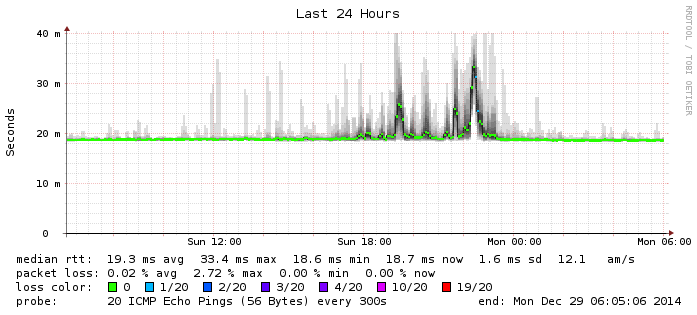 Last 24 Hours
RRDTOOL / TOBI OETIKER
Seconds
40 m
30 m
20 m
10 m
0
Sun 12:00 Sun 18:00 Mon 00:00 Mon 06:00
median rtt: 19.3 ms avg 33.4 ms max 18.6 ms min 18.7 ms now 1.6 ms sd 12.1 am/s
packet loss: 0.02 % avg 2.72 % max 0.00 % min 0.00 % now
loss color: 0 1/20 2/20 3/20 4/20 10/20 19/20
probe: 20 ICMP Echo Pings (56 Bytes) every 300s end: Mon Dec 29 06:05:06 2014